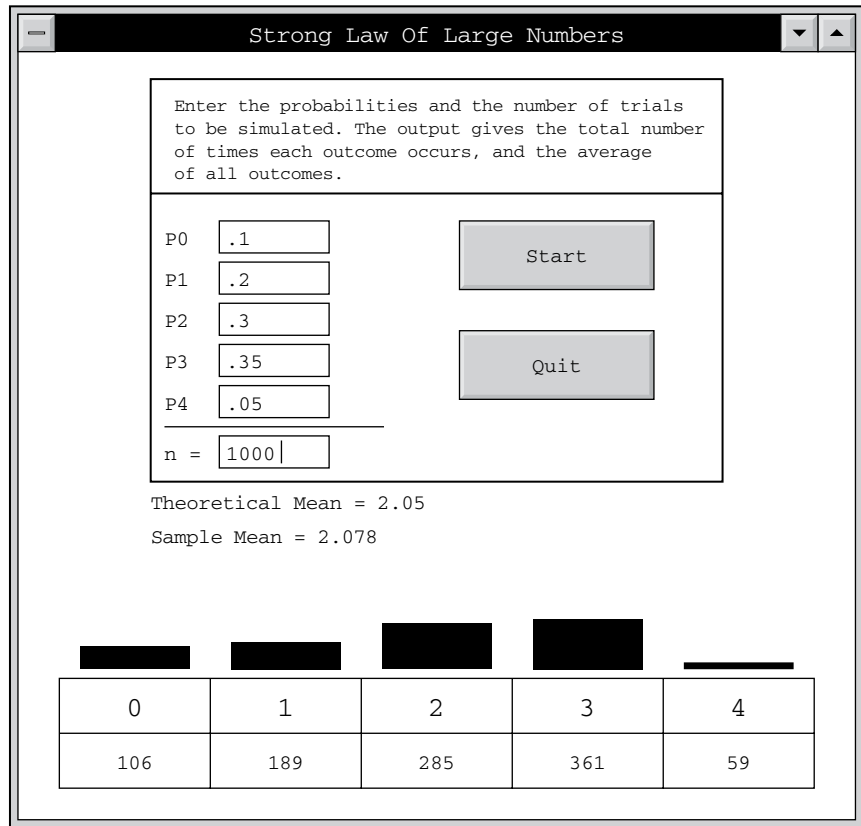 Strong Law Of Large Numbers
Enter the probabilities and the number of trials
to be simulated. The output gives the total number
of times each outcome occurs, and the average
of all outcomes.
P0 .1
P1 .2
P2 .3
P3 .35
P4 .05
n = 1000
Start
Quit
Theoretical Mean = 2.05
Sample Mean = 2.078
0 1 2 3 4
106 189 285 361 59